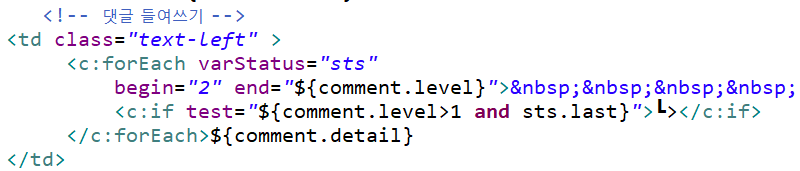 <!-- 댓글 들여쓰기 -->
<td class="text-left" >
<c:forEach varStatus="sts"
begin="2" end="${comment.level}">&nbsp;&nbsp;&nbsp;&nbsp;
<c:if test="${comment.level>1 and sts.last}">┗></c:if>
</c:forEach>${comment.detail}
</td>